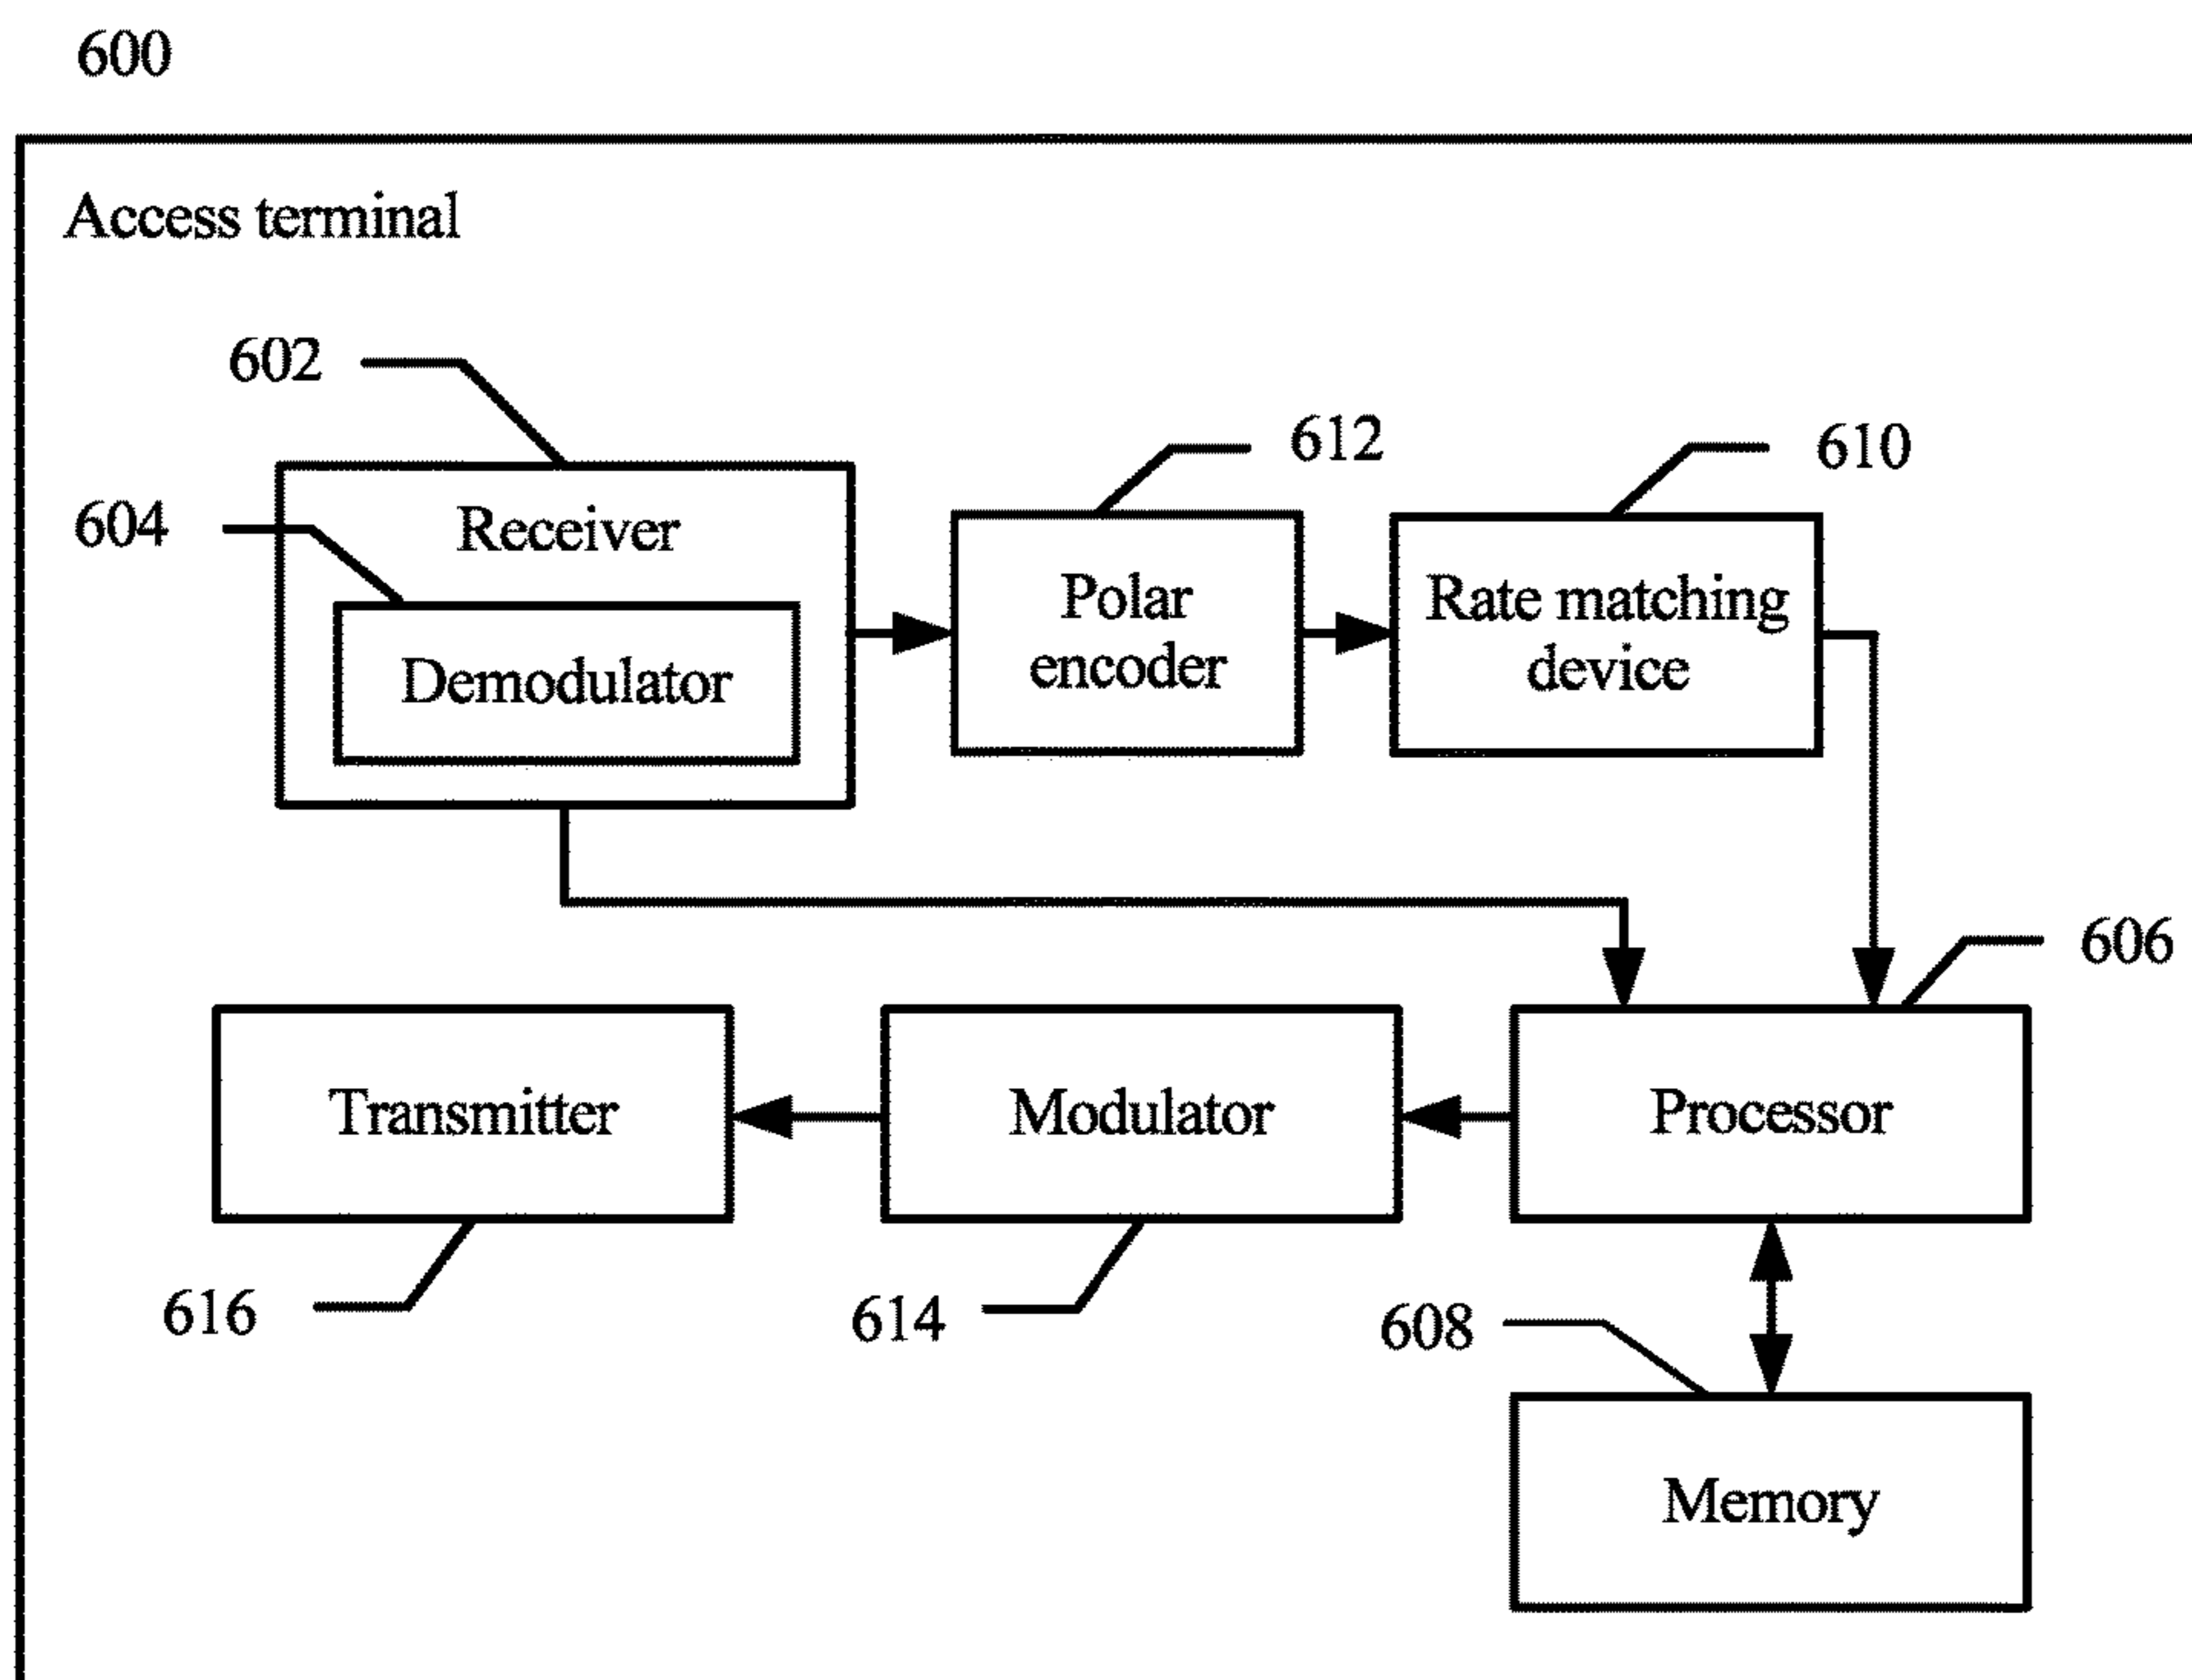 600
Access terminal
602
612
610
604
Receiver
Polar
encoder
Rate matching
device
Demodulator
606
Transmitter
Modulator
Processor
616
614
608
Memory